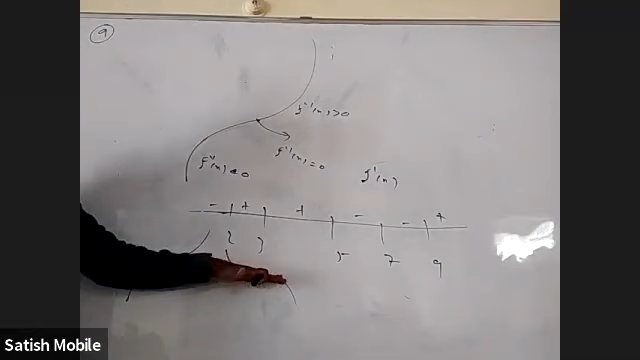 9
f''(x) > 0
f''(x) = 0
f''(x) < 0
f'(x)
- + + - - +
2 3 5 7 9
Satish Mobile